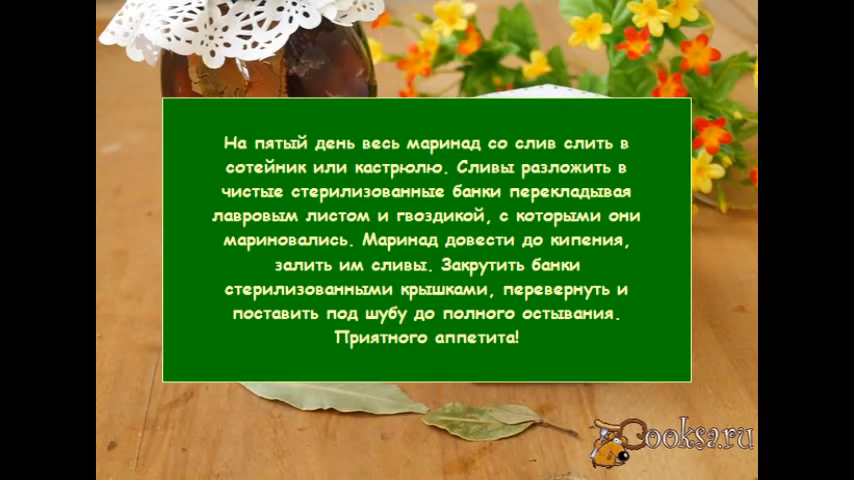 На пятый день весь маринад со слив слить в
сотейник или кастрюлю. Сливы разложить в
чистые стерилизованные банки перекладывая
лавровым листом и гвоздикой, с которыми они
мариновались. Маринад довести до кипения,
залить им сливы. Закрутить банки
стерилизованными крышками, перевернуть и
поставить под шубу до полного остывания.
Приятного аппетита!
Cooksa.ru